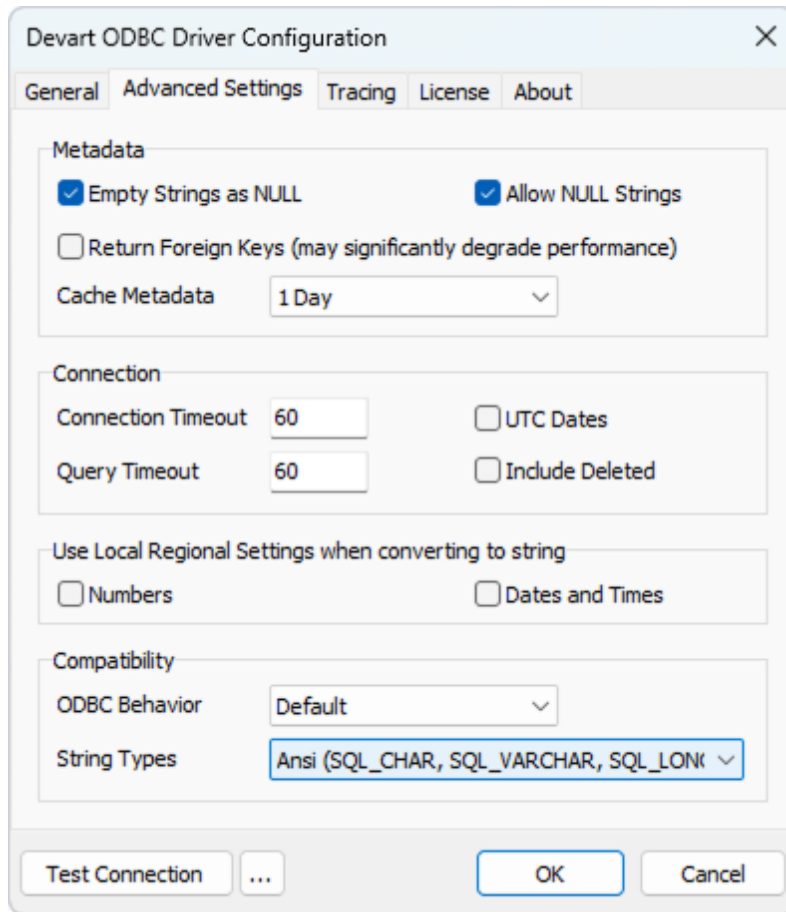 Devart ODBC Driver Configuration
General Advanced Settings Tracing License About
Metadata
Empty Strings as NULL Allow NULL Strings
Return Foreign Keys (may significantly degrade performance)
Cache Metadata 1 Day
Connection
Connection Timeout 60 UTC Dates
Query Timeout 60 Include Deleted
Use Local Regional Settings when converting to string
Numbers Dates and Times
Compatibility
ODBC Behavior Default
String Types Ansi (SQL_CHAR, SQL_VARCHAR, SQL_LONG
Test Connection ... OK Cancel